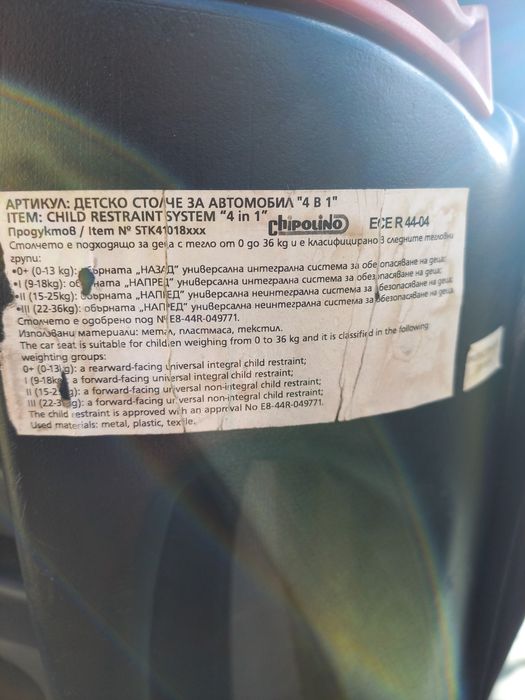 АРТИКУЛ: ДЕТСКО СТОЛЧЕ ЗА АВТОМОБИЛ "4 В 1"
ITEM: CHILD RESTRAINT SYSTEM "4 in 1" chipolino ECE R 44-04
Продуктов / Item № STK41018xxx
Столчето е подходящо за деца с тегло от 0 до 36 kg и е класифицирано в следните тегловни
групи:
•0+ (0-13 kg): обърната „НАЗАД" универсална интегрална система за обезопасяване на деца;
•I (9-18kg): обърната „НАПРЕД" универсална интегрална система за обезопасяване на деца;
•II (15-25kg): обърната „НАПРЕД" универсална неинтегрална система за обезопасяване на деца;
•III (22-36kg): обърната „НАПРЕД" универсална неинтегрална система за обезопасяване на деца.
Столчето е одобрено под № E8-44R-049771.
Използвани материали: метал, пластмаса, текстил.
The car seat is suitable for children weighing from 0 to 36 kg and it is classified in the following
weighting groups:
0+ (0-13kg): a rearward-facing universal integral child restraint;
I (9-18kg): a forward-facing universal integral child restraint;
II (15-25kg): a forward-facing universal non-integral child restraint;
III (22-36kg): a forward-facing universal non-integral child restraint.
The child restraint is approved with an approval No E8-44R-049771.
Used materials: metal, plastic, textile.